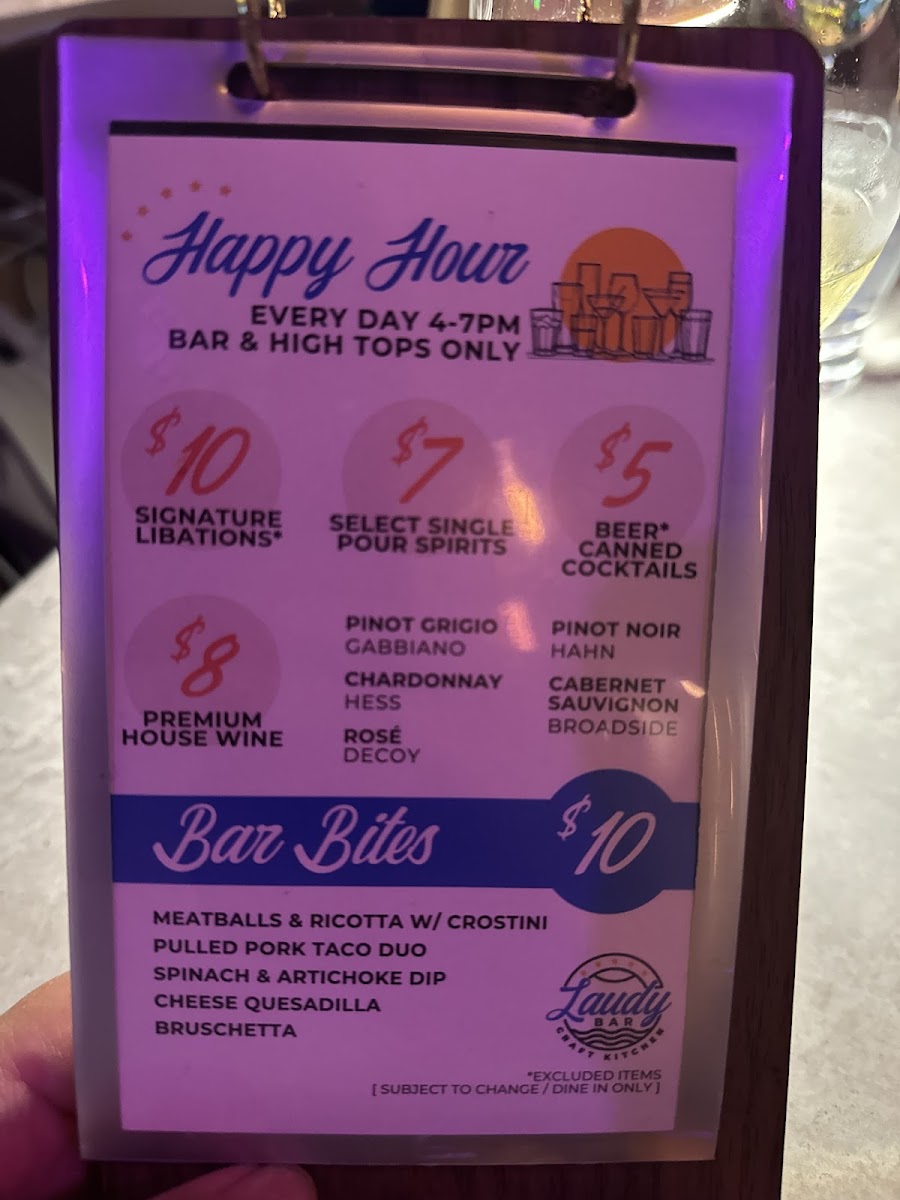 Happy Hour
EVERY DAY 4-7PM
BAR & HIGH TOPS ONLY
$10
SIGNATURE
LIBATIONS*
$7
SELECT SINGLE
POUR SPIRITS
$5
BEER*
CANNED
COCKTAILS
$8
PREMIUM
HOUSE WINE
PINOT GRIGIO
GABBIANO
CHARDONNAY
HESS
ROSÉ
DECOY
PINOT NOIR
HAHN
CABERNET
SAUVIGNON
BROADSIDE
Bar Bites
$10
MEATBALLS & RICOTTA W/ CROSTINI
PULLED PORK TACO DUO
SPINACH & ARTICHOKE DIP
CHEESE QUESADILLA
BRUSCHETTA
Laudy
BAR
CRAFT KITCHEN
*EXCLUDED ITEMS
[ SUBJECT TO CHANGE / DINE IN ONLY ]